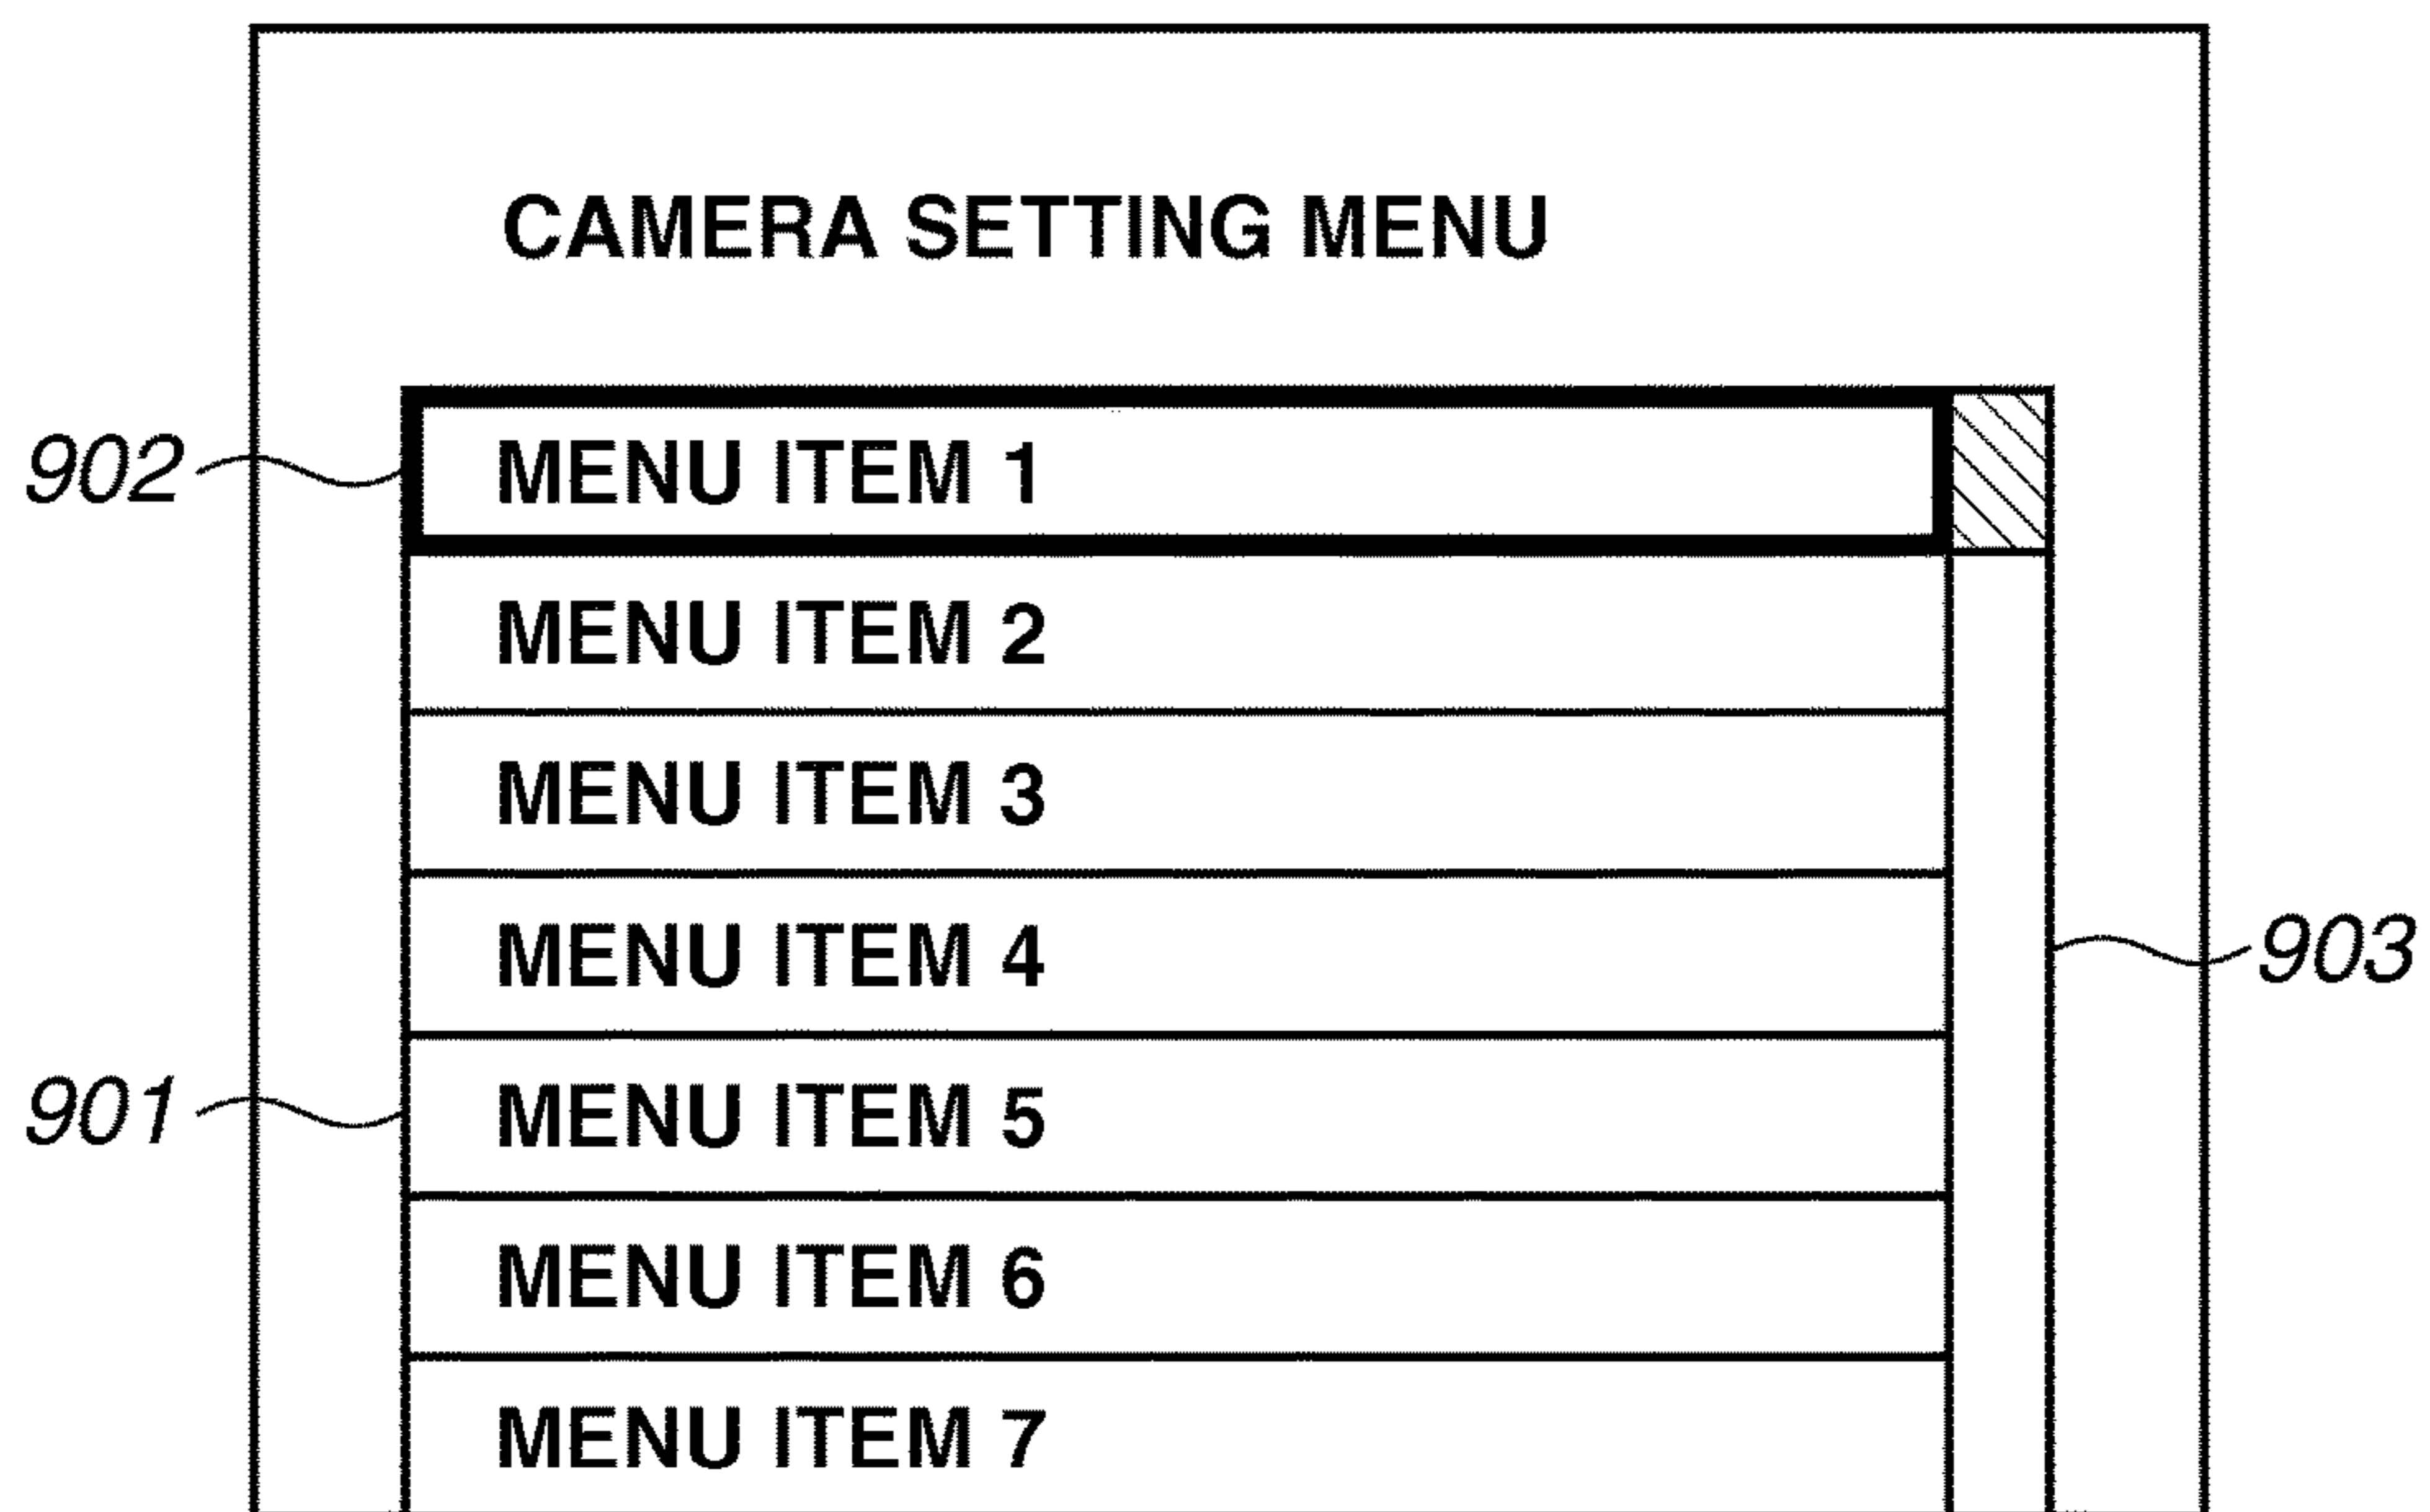 CAMERA SETTING MENU
902 MENU ITEM 1
MENU ITEM 2
MENU ITEM 3
MENU ITEM 4
903
901 MENU ITEM 5
MENU ITEM 6
MENU ITEM 7